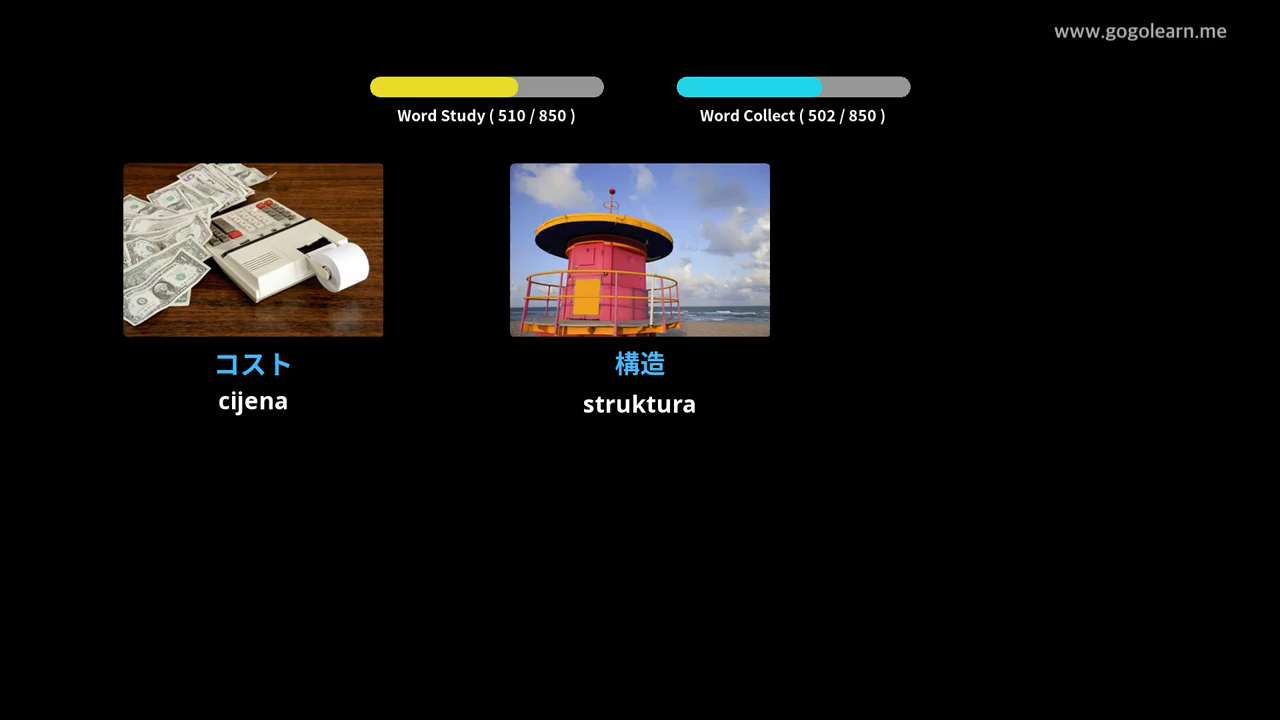 www.gogolearn.me
Word Study ( 510 / 850 )
Word Collect ( 502 / 850 )
コスト
cijena
構造
struktura